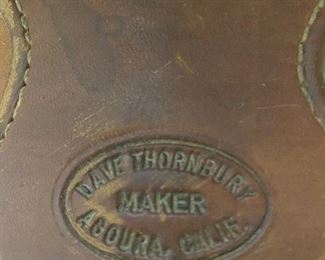 DAVE THORNBURY
MAKER
AGOURA, CALIF.